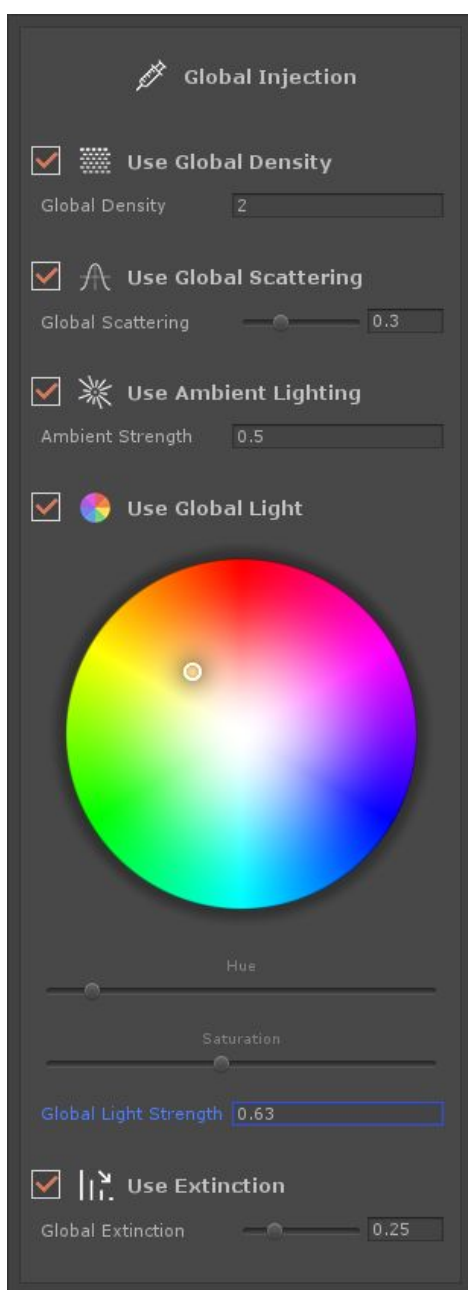 Global Injection
Use Global Density
Global Density 2
Use Global Scattering
Global Scattering 0.3
Use Ambient Lighting
Ambient Strength 0.5
Use Global Light
Hue
Saturation
Global Light Strength 0.63
Use Extinction
Global Extinction 0.25